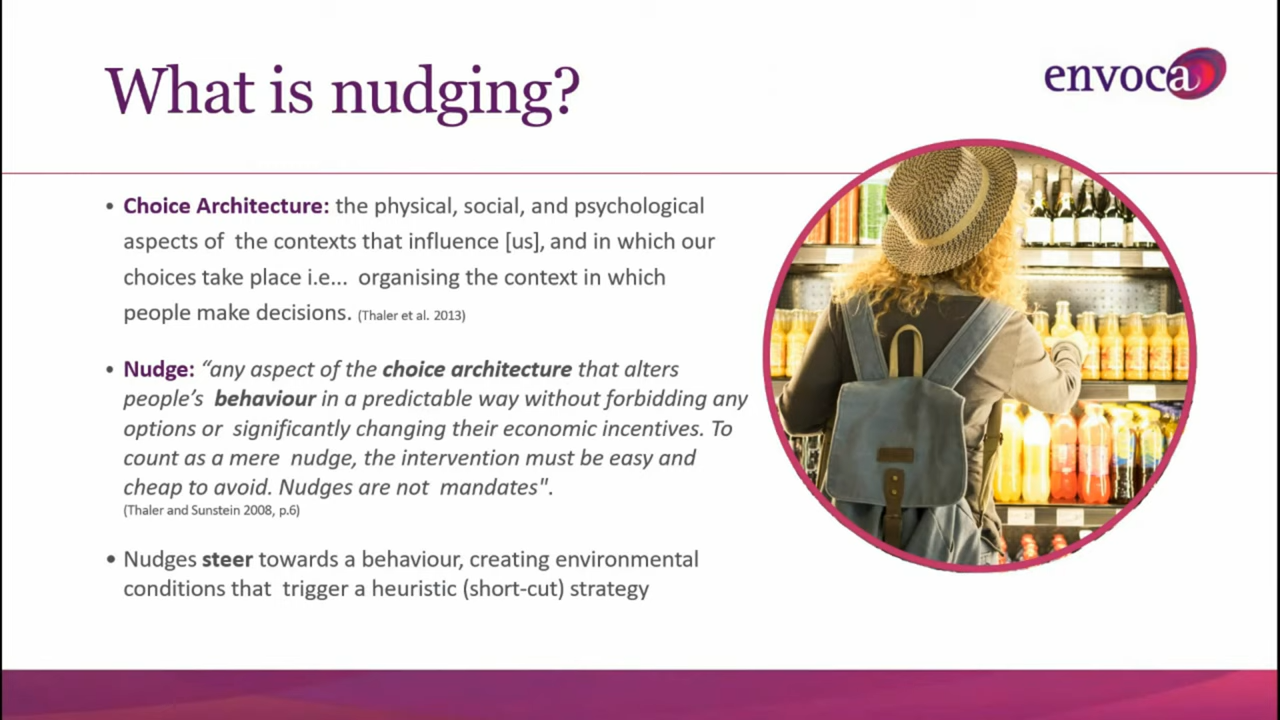 What is nudging?
envoca
• Choice Architecture: the physical, social, and psychological
aspects of  the contexts that influence [us], and in which our
choices take place i.e...  organising the context in which
people make decisions. (Thaler et al. 2013)
• Nudge: “any aspect of the choice architecture that alters
people’s  behaviour in a predictable way without forbidding any
options or  significantly changing their economic incentives. To
count as a mere  nudge, the intervention must be easy and
cheap to avoid. Nudges are not  mandates".
(Thaler and Sunstein 2008, p.6)
• Nudges steer towards a behaviour, creating environmental
conditions that  trigger a heuristic (short-cut) strategy